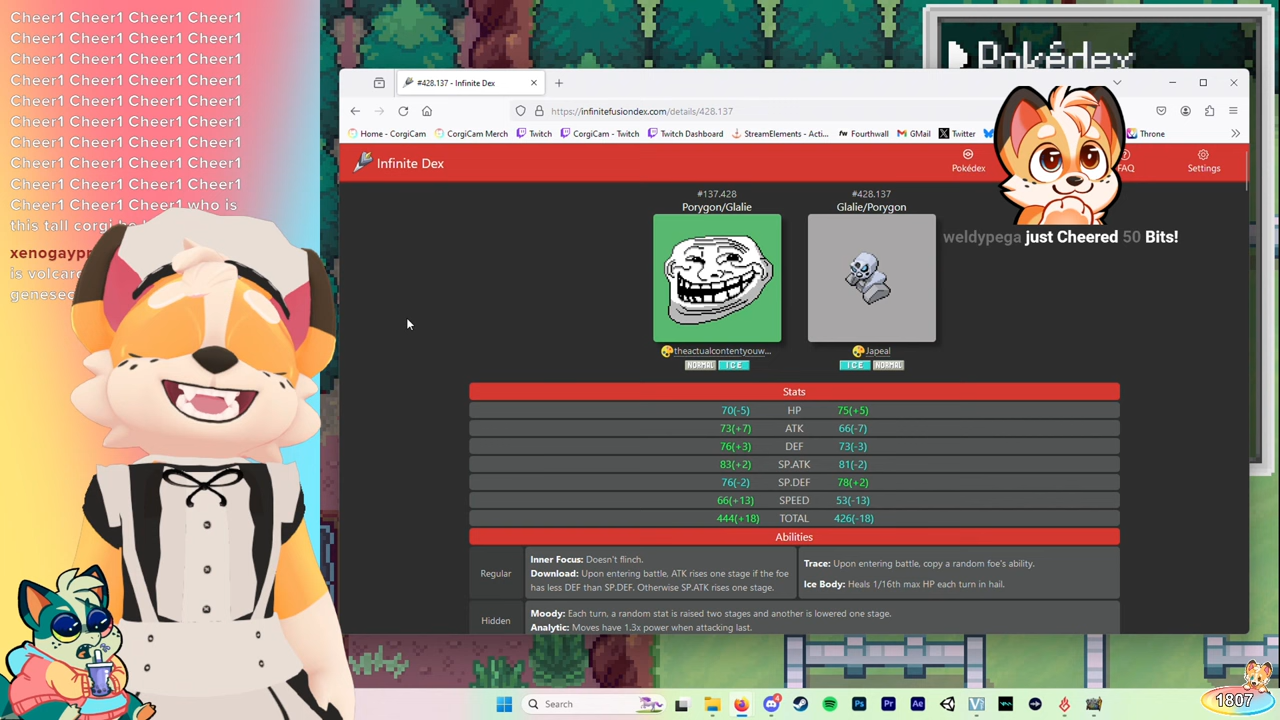 Cheer1 Cheer1 Cheer1 Cheer1
Cheer1 Cheer1 Cheer1 Cheer1
Cheer1 Cheer1 Cheer1 Cheer1
Cheer1 Cheer1 Cheer1 Cheer1
Cheer1 Cheer1 Cheer1 Cheer1
Cheer1 Cheer1 Cheer1 Cheer1
Cheer1 Cheer1 Cheer1 Cheer1
Cheer1 Cheer1 Cheer1 Cheer1
Cheer1 Cheer1 Cheer1 Cheer1
Cheer1 Cheer1 Cheer1 who is
this tall corgi
xenogaypr
is volcar
genesec
Pokédex
#428.137 - Infinite Dex
https://infinitefusiondex.com/details/428.137
Home - CorgiCam CorgiCam Merch Twitch CorgiCam - Twitch Twitch Dashboard StreamElements - Acti... Fourthwall GMail Twitter Throne
Infinite Dex
Pokédex FAQ Settings
#137.428 #428.137
Porygon/Glalie Glalie/Porygon
weldypega just Cheered 50 Bits!
theactualcontentyouw... Japeal
NORMAL ICE ICE NORMAL
Stats
70(-5) HP 75(+5)
73(+7) ATK 66(-7)
76(+3) DEF 73(-3)
83(+2) SP.ATK 81(-2)
76(-2) SP.DEF 78(+2)
66(+13) SPEED 53(-13)
444(+18) TOTAL 426(-18)
Abilities
Regular
Inner Focus: Doesn't flinch.
Download: Upon entering battle, ATK rises one stage if the foe
has less DEF than SP.DEF. Otherwise SP.ATK rises one stage.
Trace: Upon entering battle, copy a random foe's ability.
Ice Body: Heals 1/16th max HP each turn in hail.
Hidden
Moody: Each turn, a random stat is raised two stages and another is lowered one stage.
Analytic: Moves have 1.3x power when attacking last.
Search
1807